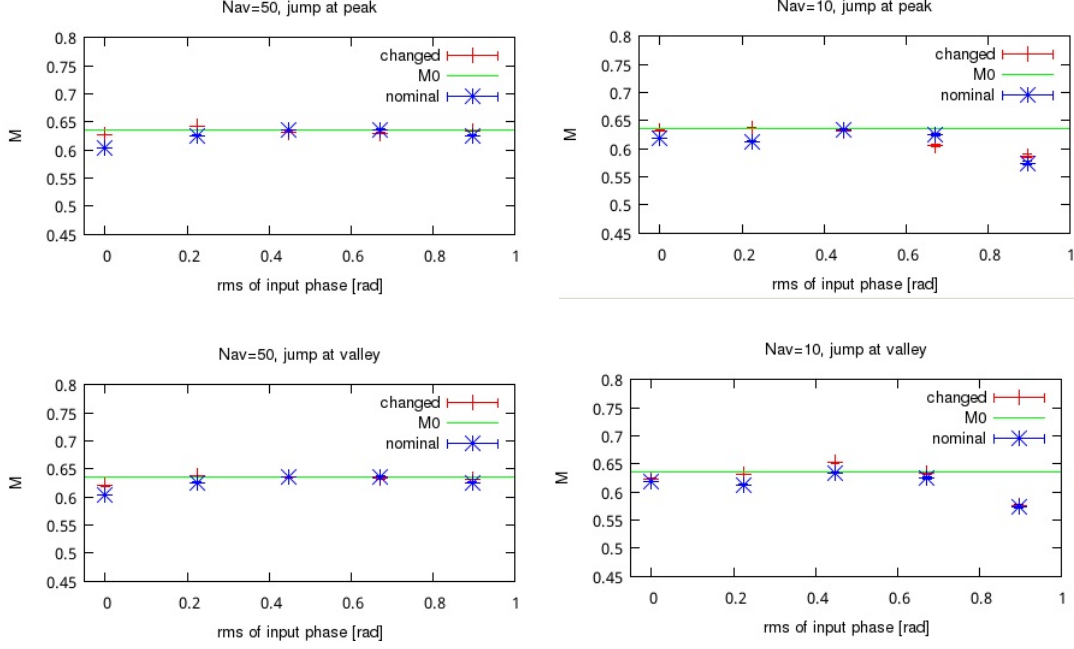 Nav=50, jump at peak
0.8
0.75
0.7
0.65
0.6
0.55
0.5
0.45
M
changed
M0
nominal
0 0.2 0.4 0.6 0.8 1
rms of input phase [rad]
Nav=10, jump at peak
0.8
0.75
0.7
0.65
0.6
0.55
0.5
0.45
M
changed
M0
nominal
0 0.2 0.4 0.6 0.8 1
rms of input phase [rad]
Nav=50, jump at valley
0.8
0.75
0.7
0.65
0.6
0.55
0.5
0.45
M
changed
M0
nominal
0 0.2 0.4 0.6 0.8 1
rms of input phase [rad]
Nav=10, jump at valley
0.8
0.75
0.7
0.65
0.6
0.55
0.5
0.45
M
changed
M0
nominal
0 0.2 0.4 0.6 0.8 1
rms of input phase [rad]